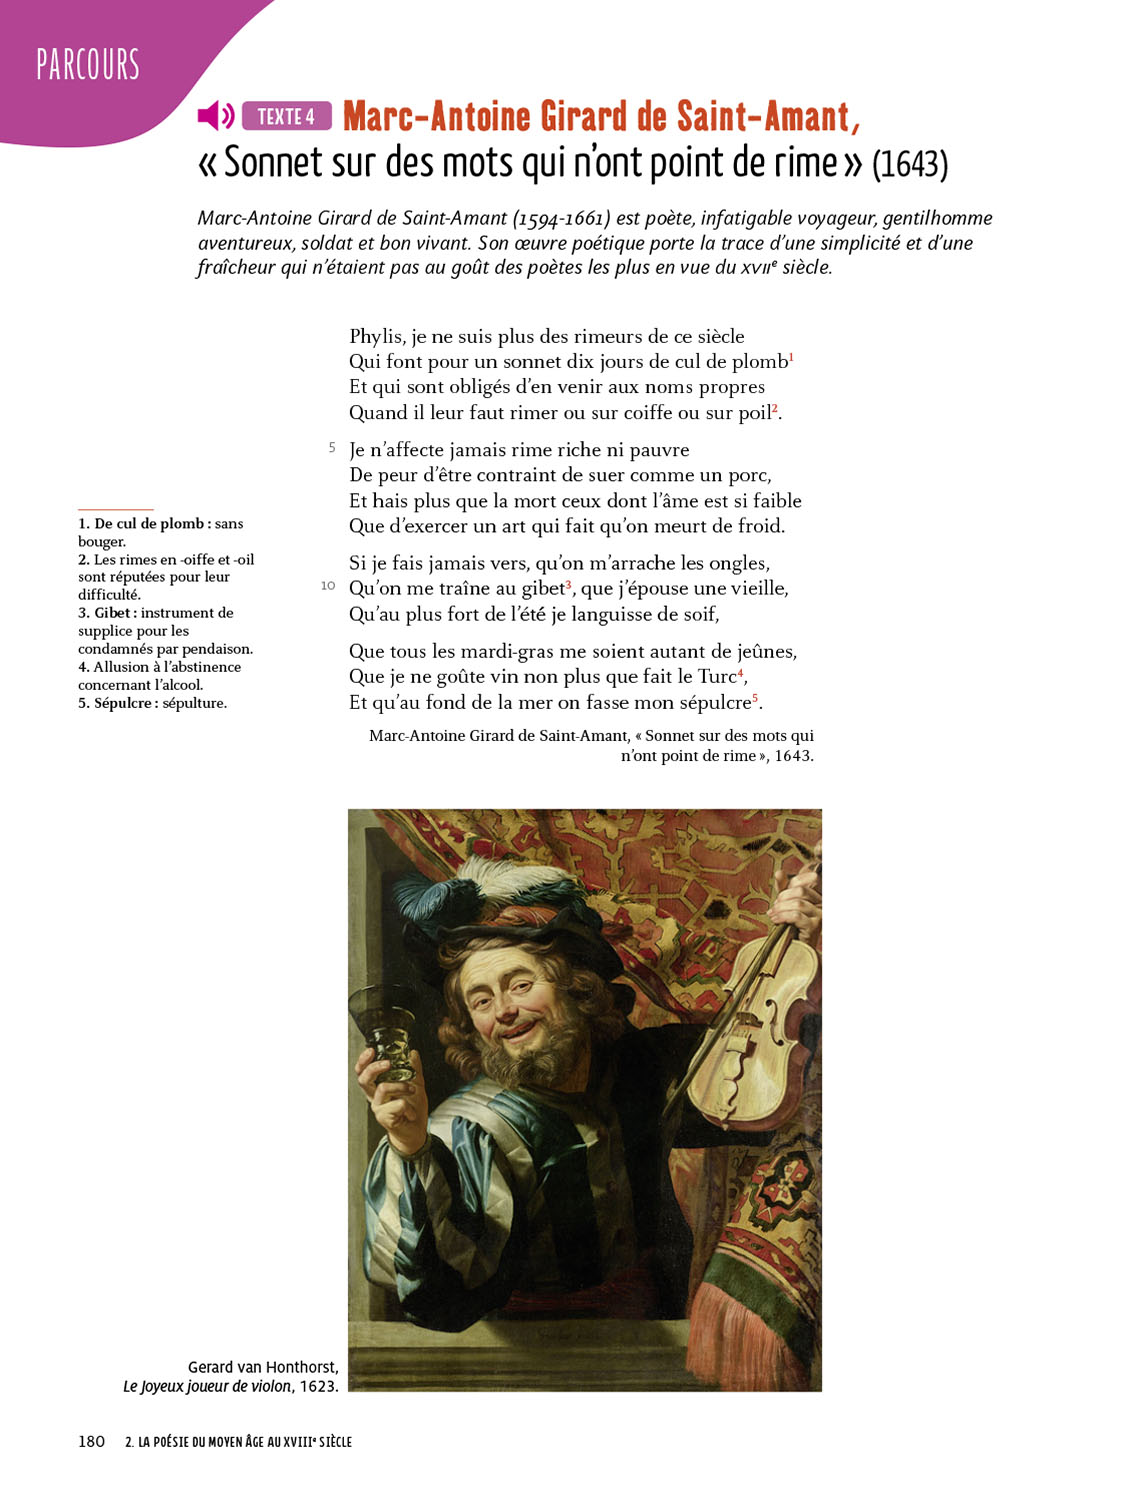 PARCOURS
TEXTE 4 Marc-Antoine Girard de Saint-Amant,
« Sonnet sur des mots qui n’ont point de rime » (1643)
Marc-Antoine Girard de Saint-Amant (1594-1661) est poète, infatigable voyageur, gentilhomme
aventureux, soldat et bon vivant. Son œuvre poétique porte la trace d’une simplicité et d’une
fraîcheur qui n’étaient pas au goût des poètes les plus en vue du XVIIe siècle.
Phylis, je ne suis plus des rimeurs de ce siècle
Qui font pour un sonnet dix jours de cul de plomb1
Et qui sont obligés d’en venir aux noms propres
Quand il leur faut rimer ou sur coiffe ou sur poil2.
5 Je n’affecte jamais rime riche ni pauvre
De peur d’être contraint de suer comme un porc,
Et hais plus que la mort ceux dont l’âme est si faible
Que d’exercer un art qui fait qu’on meurt de froid.
Si je fais jamais vers, qu’on m’arrache les ongles,
10 Qu’on me traîne au gibet3, que j’épouse une vieille,
Qu’au plus fort de l’été je languisse de soif,
Que tous les mardi-gras me soient autant de jeûnes,
Que je ne goûte vin non plus que fait le Turc4,
Et qu’au fond de la mer on fasse mon sépulcre5.
Marc-Antoine Girard de Saint-Amant, « Sonnet sur des mots qui
n’ont point de rime », 1643.
1. De cul de plomb : sans
bouger.
2. Les rimes en -oiffe et -oil
sont réputées pour leur
difficulté.
3. Gibet : instrument de
supplice pour les
condamnés par pendaison.
4. Allusion à l’abstinence
concernant l’alcool.
5. Sépulcre : sépulture.
Gerard van Honthorst,
Le Joyeux joueur de violon, 1623.
180 2. LA POÉSIE DU MOYEN ÂGE AU XVIIIe SIÈCLE